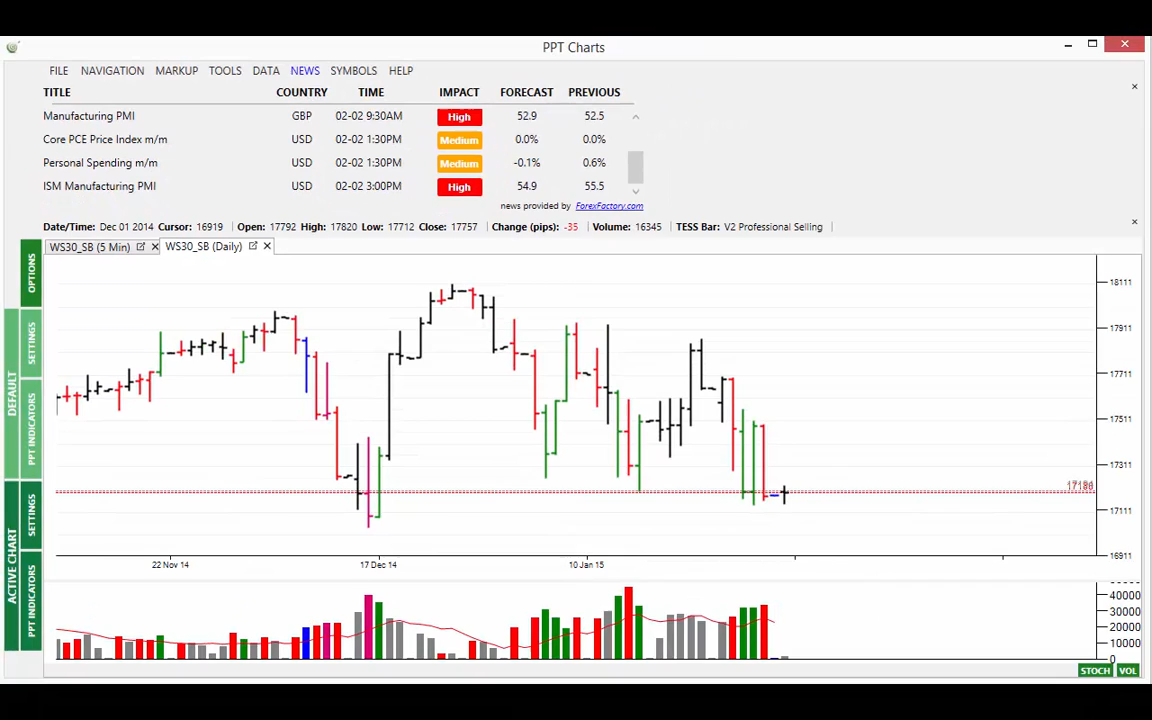 PPT Charts
FILE NAVIGATION MARKUP TOOLS DATA NEWS SYMBOLS HELP
TITLE COUNTRY TIME IMPACT FORECAST PREVIOUS
Manufacturing PMI GBP 02-02 9:30AM High 52.9 52.5
Core PCE Price Index m/m USD 02-02 1:30PM Medium 0.0% 0.0%
Personal Spending m/m USD 02-02 1:30PM Medium -0.1% 0.6%
ISM Manufacturing PMI USD 02-02 3:00PM High 54.9 55.5
news provided by ForexFactory.com
Date/Time: Dec 01 2014 Cursor: 16919 Open: 17792 High: 17820 Low: 17712 Close: 17757 Change (pips): -35 Volume: 16345 TESS Bar: V2 Professional Selling
WS30_SB (5 Min) WS30_SB (Daily)
OPTIONS
DEFAULT
SETTINGS
PPT INDICATORS
ACTIVE CHART
SETTINGS
PPT INDICATORS
18111
17911
17711
17511
17311
17111
16911
22 Nov 14 17 Dec 14 10 Jan 15
40000
30000
20000
10000
0
STOCH VOL